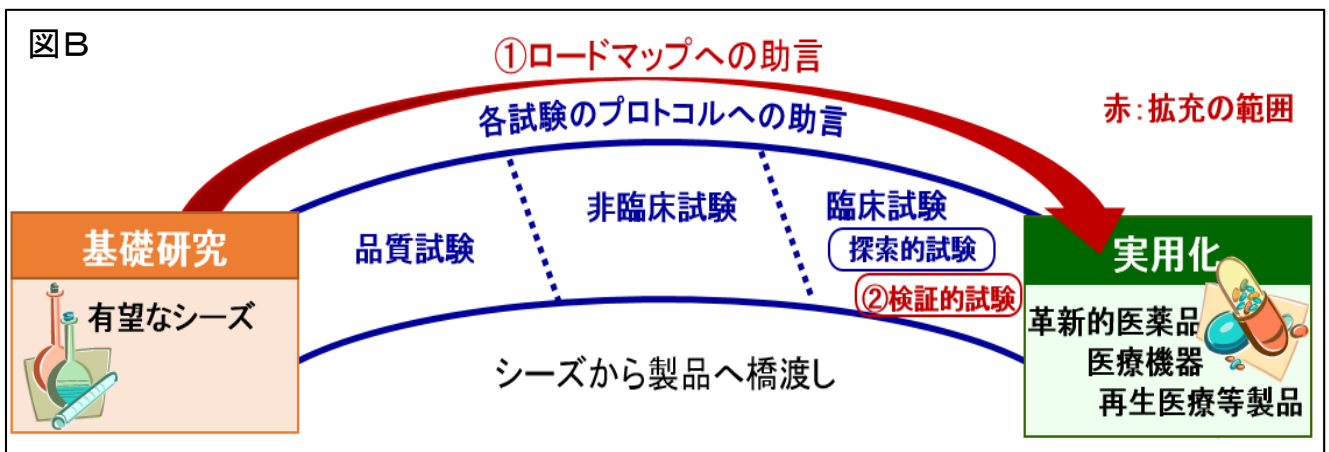 図B
①ロードマップへの助言
各試験のプロトコルへの助言
赤:拡充の範囲
基礎研究
有望なシーズ
品質試験
非臨床試験
臨床試験
探索的試験
②検証的試験
シーズから製品へ橋渡し
実用化
革新的医薬品
医療機器
再生医療等製品